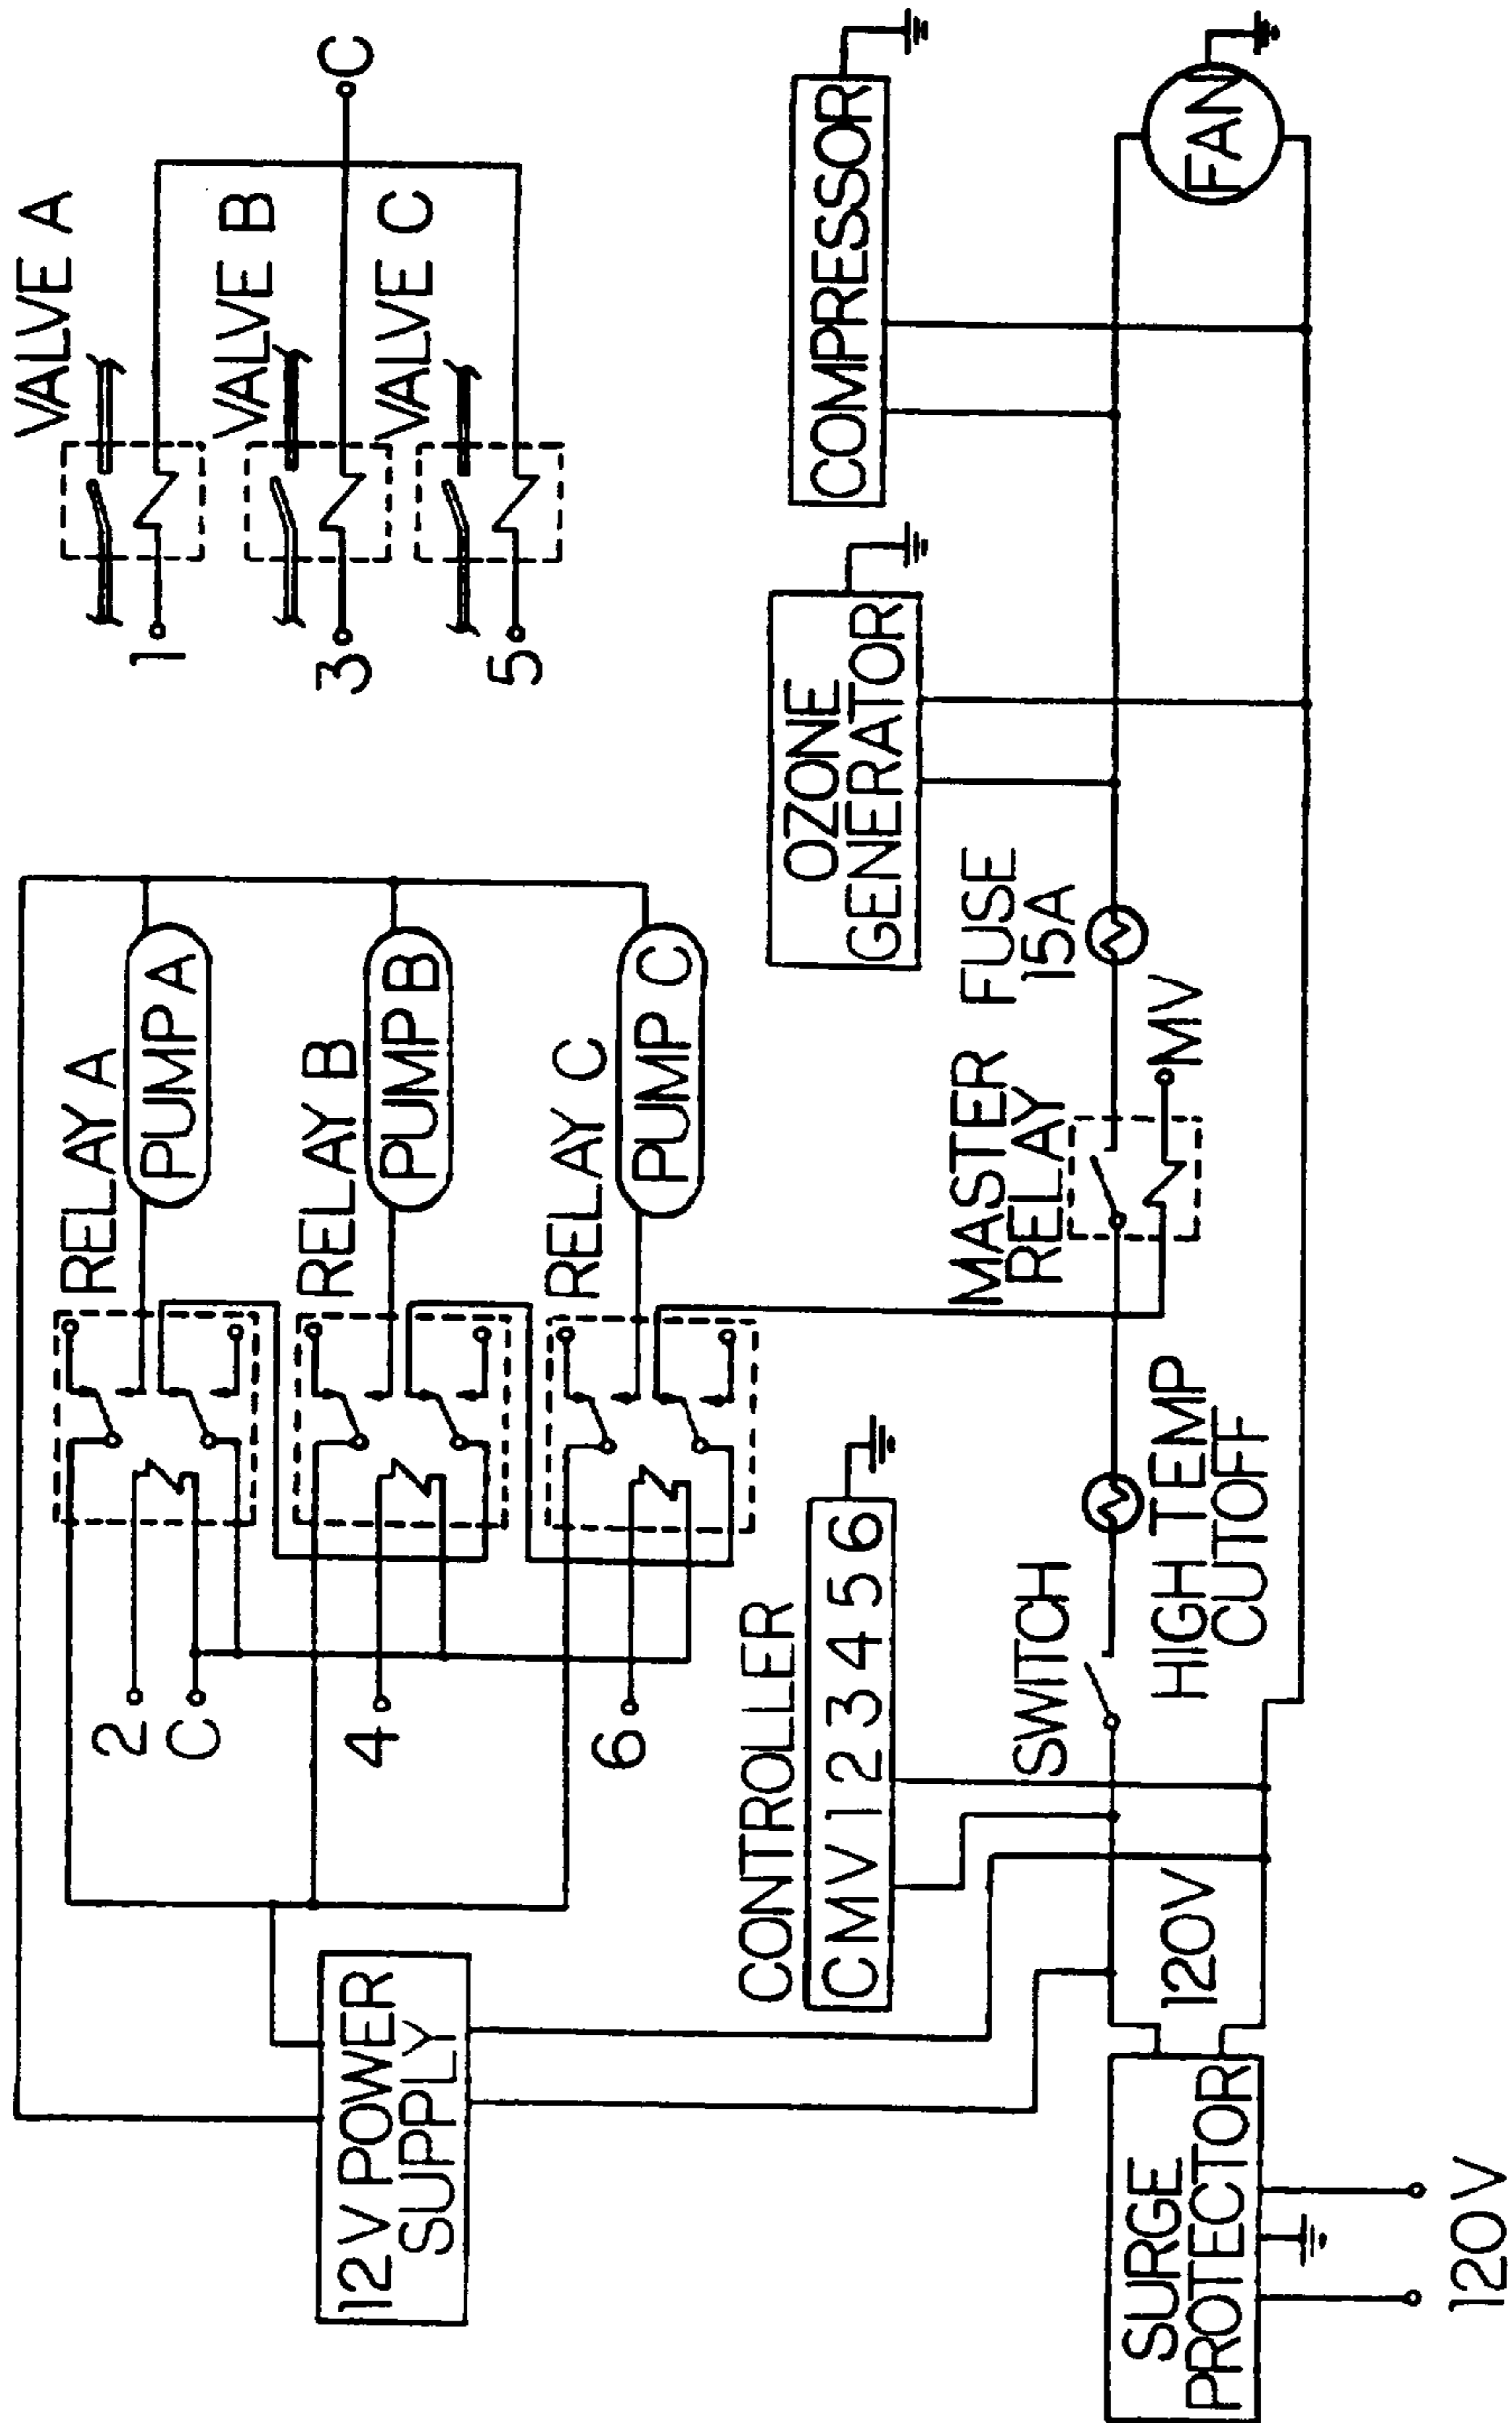 12V POWER
SUPPLY
2
C
4
6
RELAY A
PUMP A
RELAY B
PUMP B
RELAY C
PUMP C
VALVE A
1
VALVE B
3
VALVE C
5
C
CONTROLLER
C MV 1 2 3 4 5 6
OZONE
GENERATOR
COMPRESSOR
SURGE
PROTECTOR
120V
120V
SWITCH
HIGH TEMP
CUTOFF
MASTER
RELAY
MV
FUSE
15A
FAN